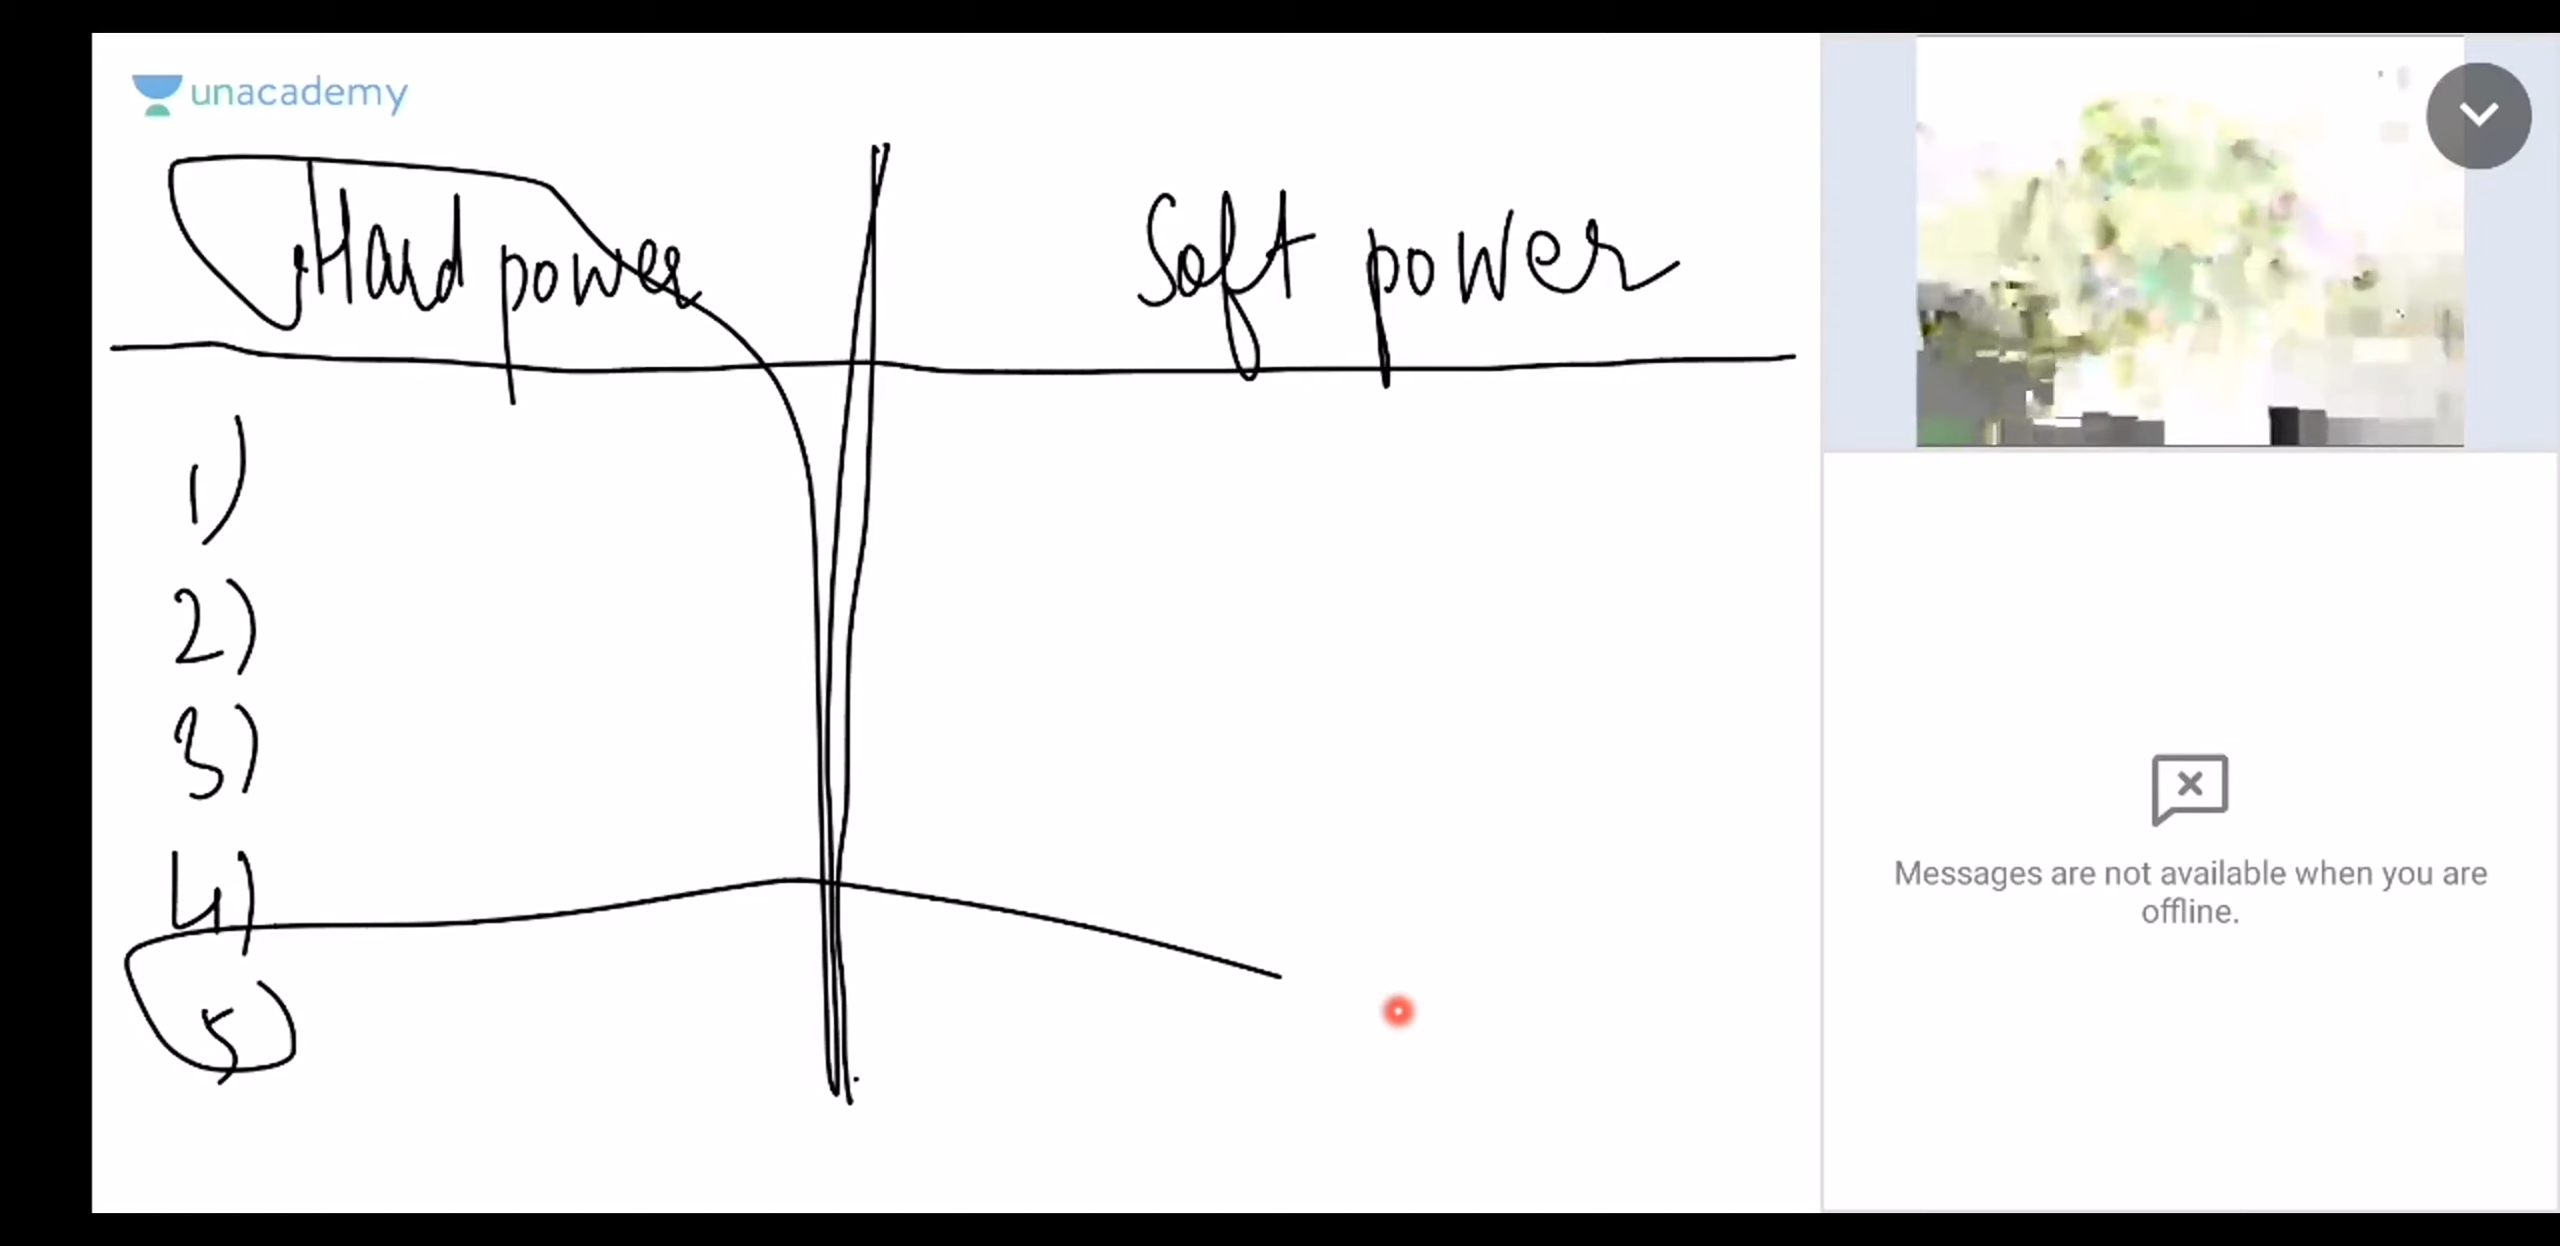 unacademy
Hard power
Soft power
1)
2)
3)
4)
5)
Messages are not available when you are
offline.